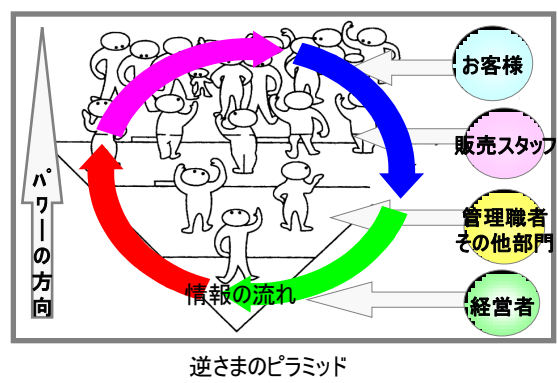 お客様
販売スタッフ
管理職者
その他部門
経営者
パワーの方向
情報の流れ
逆さまのピラミッド